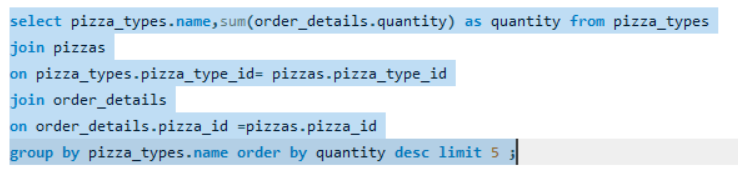 select pizza_types.name,sum(order_details.quantity) as quantity from pizza_types
join pizzas
on pizza_types.pizza_type_id= pizzas.pizza_type_id
join order_details
on order_details.pizza_id =pizzas.pizza_id
group by pizza_types.name order by quantity desc limit 5 ;